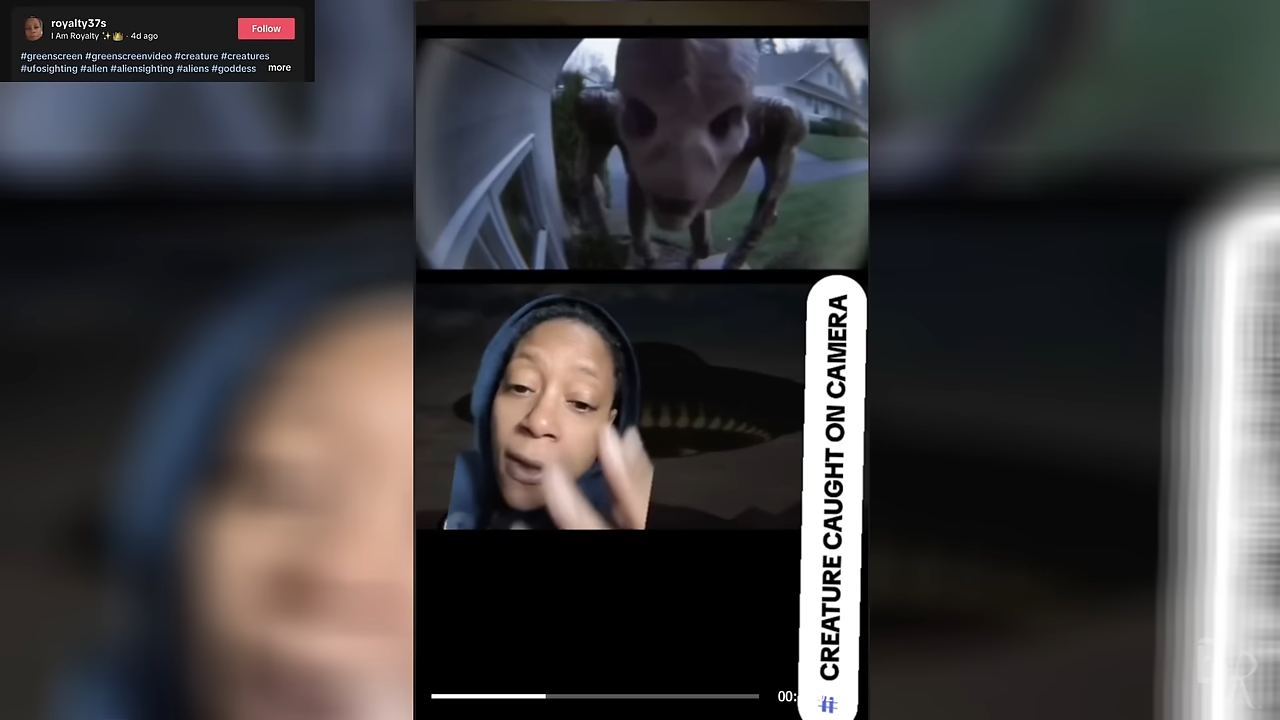 royalty37s
I Am Royalty ✨👑 · 4d ago
Follow
#greenscreen #greenscreenvideo #creature #creatures
#ufosighting #alien #aliensighting #aliens #goddess more
# CREATURE CAUGHT ON CAMERA
00: